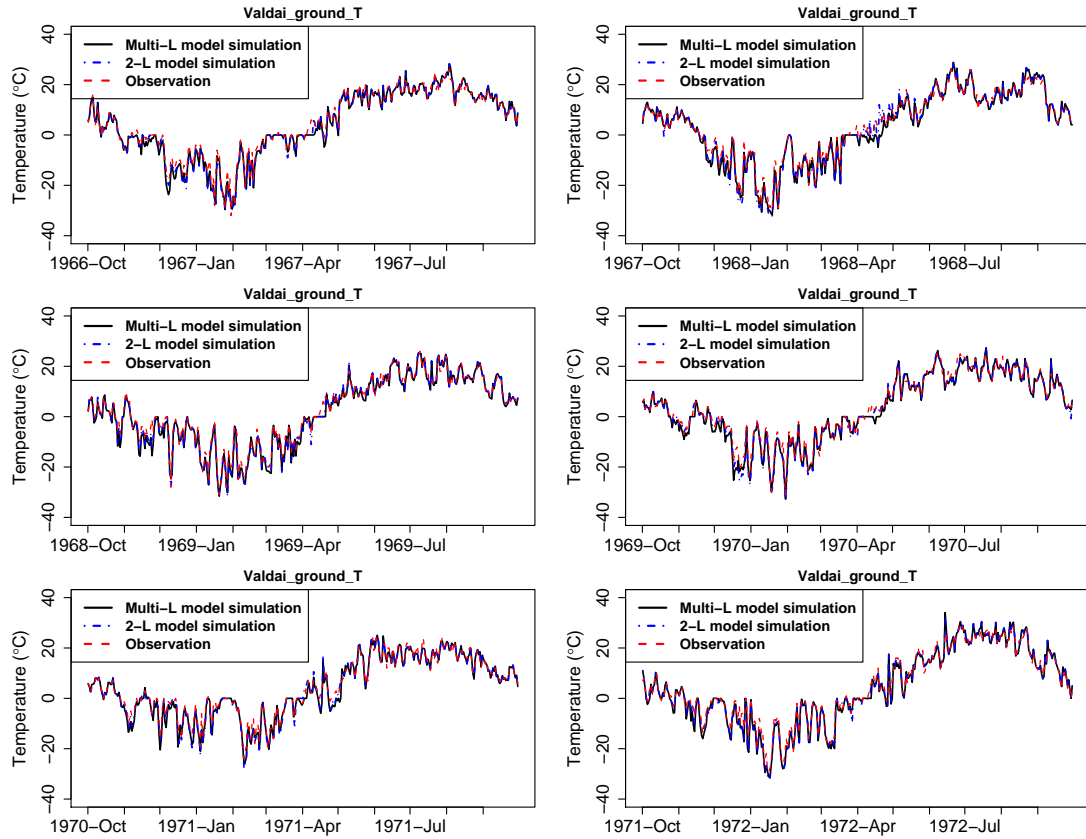 Valdai_ground_T
Temperature (°C)
40
20
0
−20
−40
Multi−L model simulation
2−L model simulation
Observation
1966−Oct
1967−Jan
1967−Apr
1967−Jul
Valdai_ground_T
Temperature (°C)
40
20
0
−20
−40
Multi−L model simulation
2−L model simulation
Observation
1967−Oct
1968−Jan
1968−Apr
1968−Jul
Valdai_ground_T
Temperature (°C)
40
20
0
−20
−40
Multi−L model simulation
2−L model simulation
Observation
1968−Oct
1969−Jan
1969−Apr
1969−Jul
Valdai_ground_T
Temperature (°C)
40
20
0
−20
−40
Multi−L model simulation
2−L model simulation
Observation
1969−Oct
1970−Jan
1970−Apr
1970−Jul
Valdai_ground_T
Temperature (°C)
40
20
0
−20
−40
Multi−L model simulation
2−L model simulation
Observation
1970−Oct
1971−Jan
1971−Apr
1971−Jul
Valdai_ground_T
Temperature (°C)
40
20
0
−20
−40
Multi−L model simulation
2−L model simulation
Observation
1971−Oct
1972−Jan
1972−Apr
1972−Jul